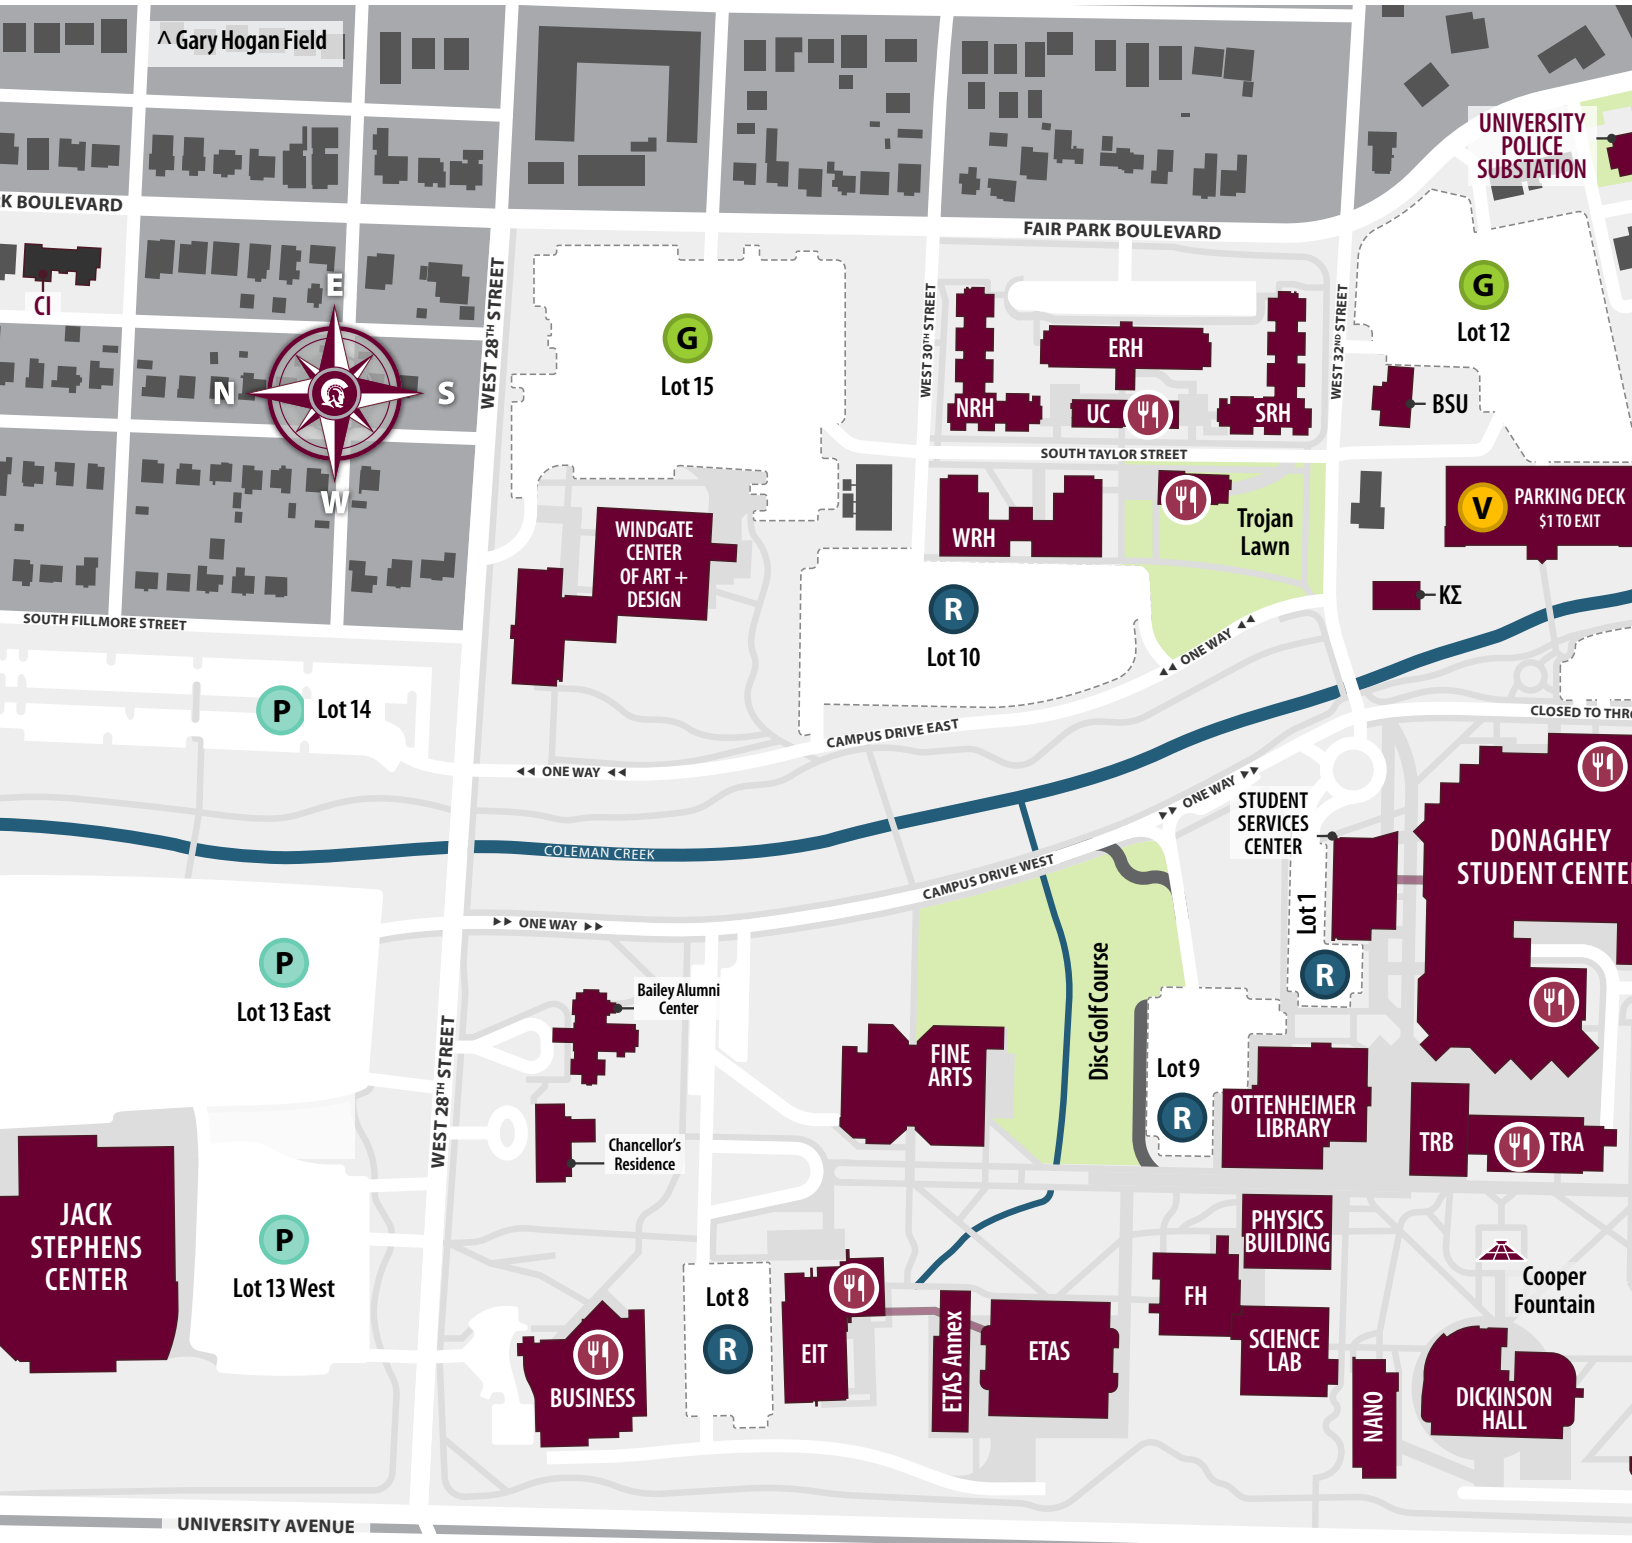 ^ Gary Hogan Field
UNIVERSITY
POLICE
SUBSTATION
K BOULEVARD
FAIR PARK BOULEVARD
CI
E
N
S
W
WEST 28TH STREET
G
Lot 15
WEST 30TH STREET
NRH
ERH
UC
SRH
WEST 32ND STREET
G
Lot 12
BSU
SOUTH TAYLOR STREET
WINDGATE
CENTER
OF ART +
DESIGN
WRH
Trojan
Lawn
V
PARKING DECK
$1 TO EXIT
ΚΣ
SOUTH FILLMORE STREET
R
Lot 10
ONE WAY
P
Lot 14
CAMPUS DRIVE EAST
CLOSED TO THR
ONE WAY
ONE WAY
STUDENT
SERVICES
CENTER
DONAGHEY
STUDENT CENTE
COLEMAN CREEK
CAMPUS DRIVE WEST
ONE WAY
Lot 1
R
P
Lot 13 East
Bailey Alumni
Center
Disc Golf Course
WEST 28TH STREET
FINE
ARTS
Lot 9
R
OTTENHEIMER
LIBRARY
TRB
TRA
Chancellor's
Residence
JACK
STEPHENS
CENTER
P
Lot 13 West
PHYSICS
BUILDING
FH
SCIENCE
LAB
Cooper
Fountain
Lot 8
R
EIT
ETAS Annex
ETAS
BUSINESS
NANO
DICKINSON
HALL
UNIVERSITY AVENUE